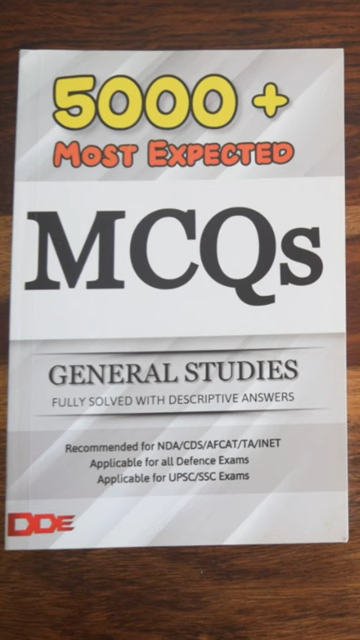 5000 +
MOST EXPECTED
MCQs
GENERAL STUDIES
FULLY SOLVED WITH DESCRIPTIVE ANSWERS
Recommended for NDA/CDS/AFCAT/TA/INET
Applicable for all Defence Exams
Applicable for UPSC/SSC Exams
DDE